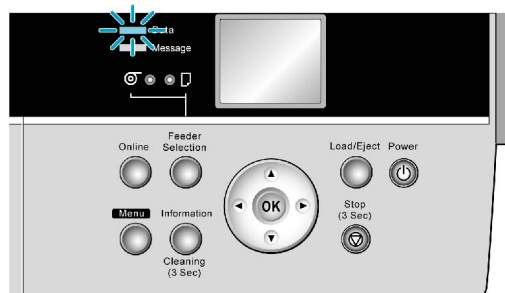 Data
Message
Online
Feeder
Selection
Load/Eject
Power
OK
Menu
Information
Stop
(3 Sec)
Cleaning
(3 Sec)